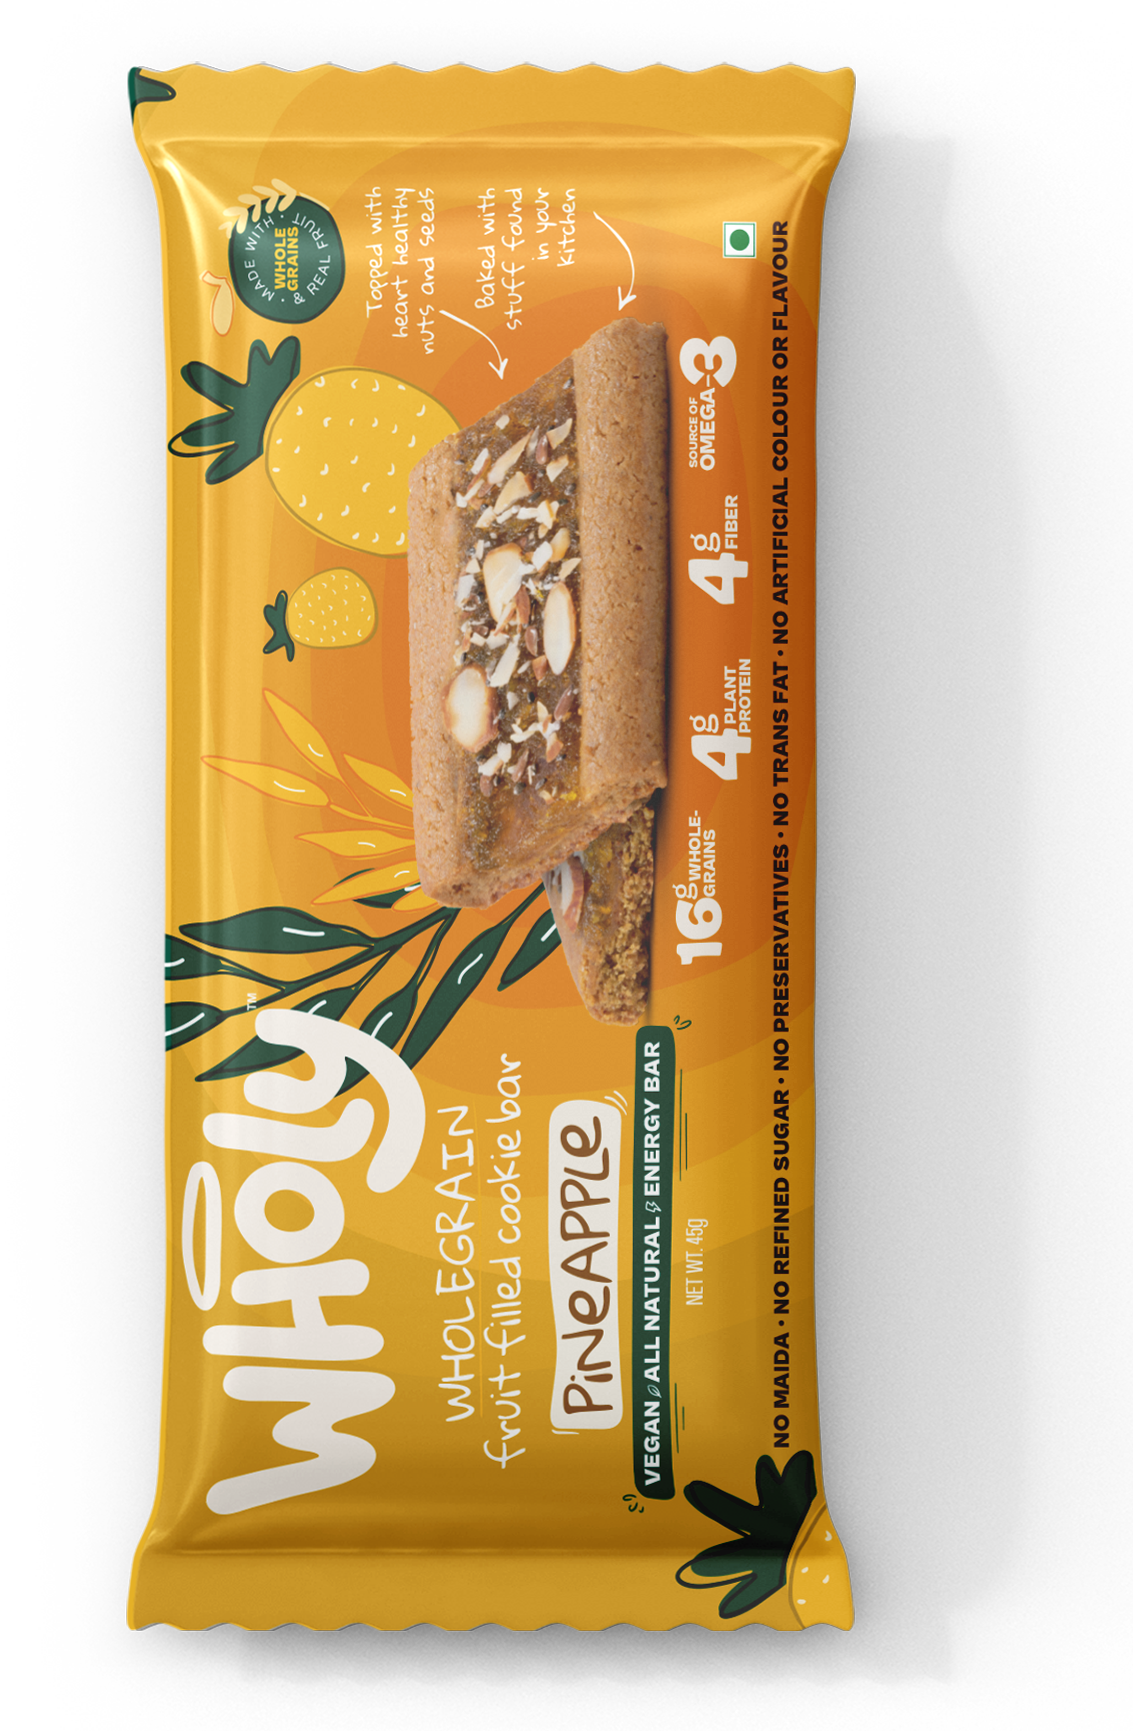 WHOLY™
WHOLEGRAIN
fruit filled cookie bar
PiNeAPPLe
VEGAN ALL NATURAL ENERGY BAR
NET WT. 45g
MADE WITH
WHOLE
GRAINS
& REAL FRUIT
Topped with
heart healthy
nuts and seeds
Baked with
stuff found
in your
kitchen
16g WHOLE-
GRAINS
4g PLANT
PROTEIN
4g FIBER
SOURCE OF
OMEGA-3
NO MAIDA • NO REFINED SUGAR • NO PRESERVATIVES • NO TRANS FAT • NO ARTIFICIAL COLOUR OR FLAVOUR